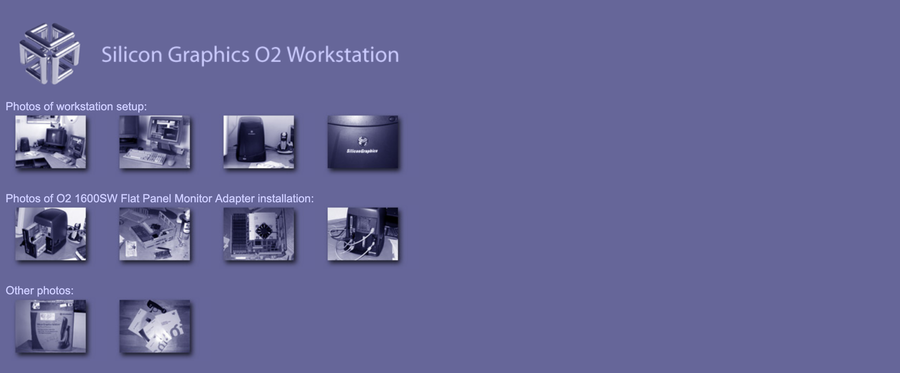 Silicon Graphics O2 Workstation
Photos of workstation setup:
SiliconGraphics
Photos of O2 1600SW Flat Panel Monitor Adapter installation:
Other photos: